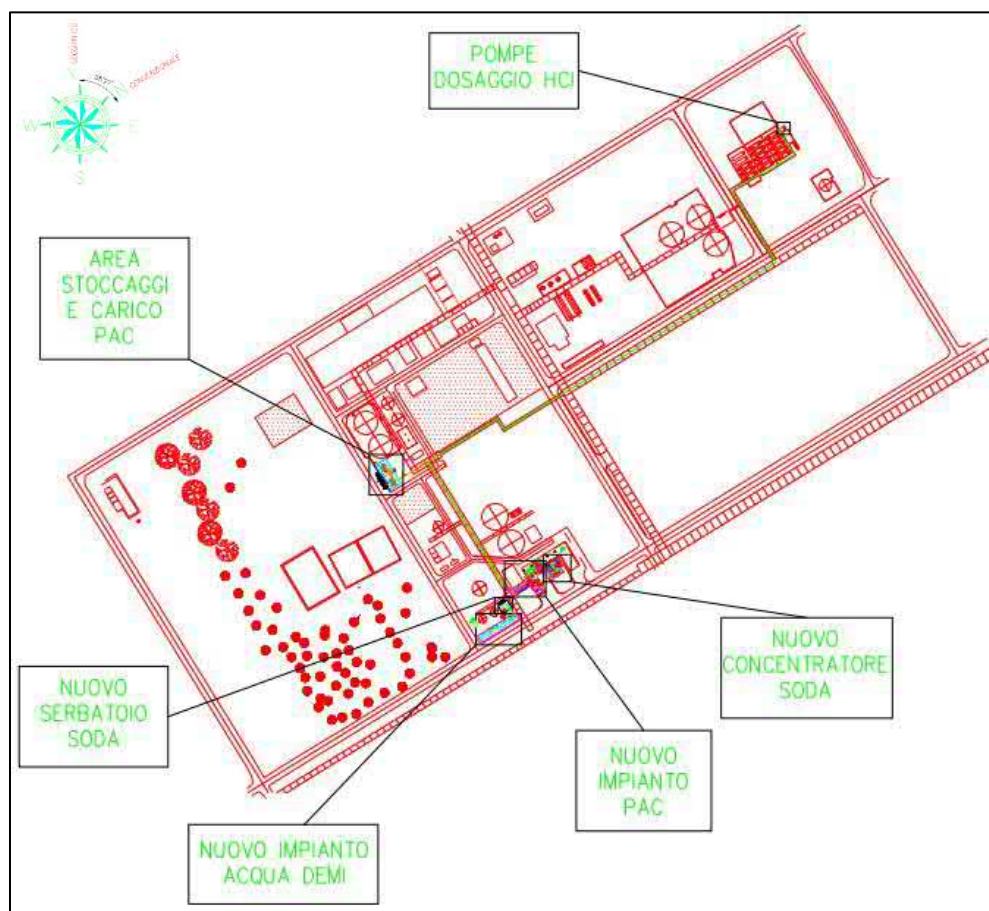 POMPE
DOSAGGIO HCl
CONVENZIONALE
N
W
E
S
AREA
STOCCAGGI
E CARICO
PAC
NUOVO
CONCENTRATORE
SODA
NUOVO
SERBATOIO
SODA
NUOVO
IMPIANTO
PAC
NUOVO IMPIANTO
ACQUA DEMI